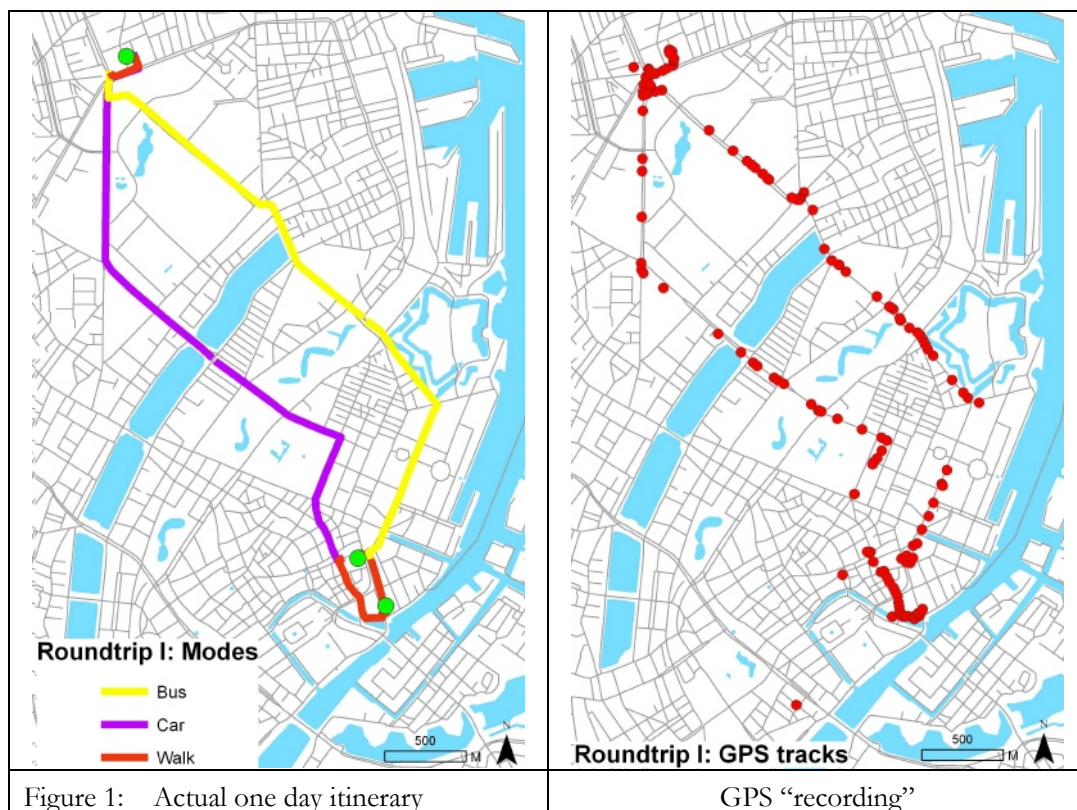 Roundtrip I: Modes
Bus
Car
Walk
500
M
N
Roundtrip I: GPS tracks
500
M
N
Figure 1: Actual one day itinerary
GPS “recording”